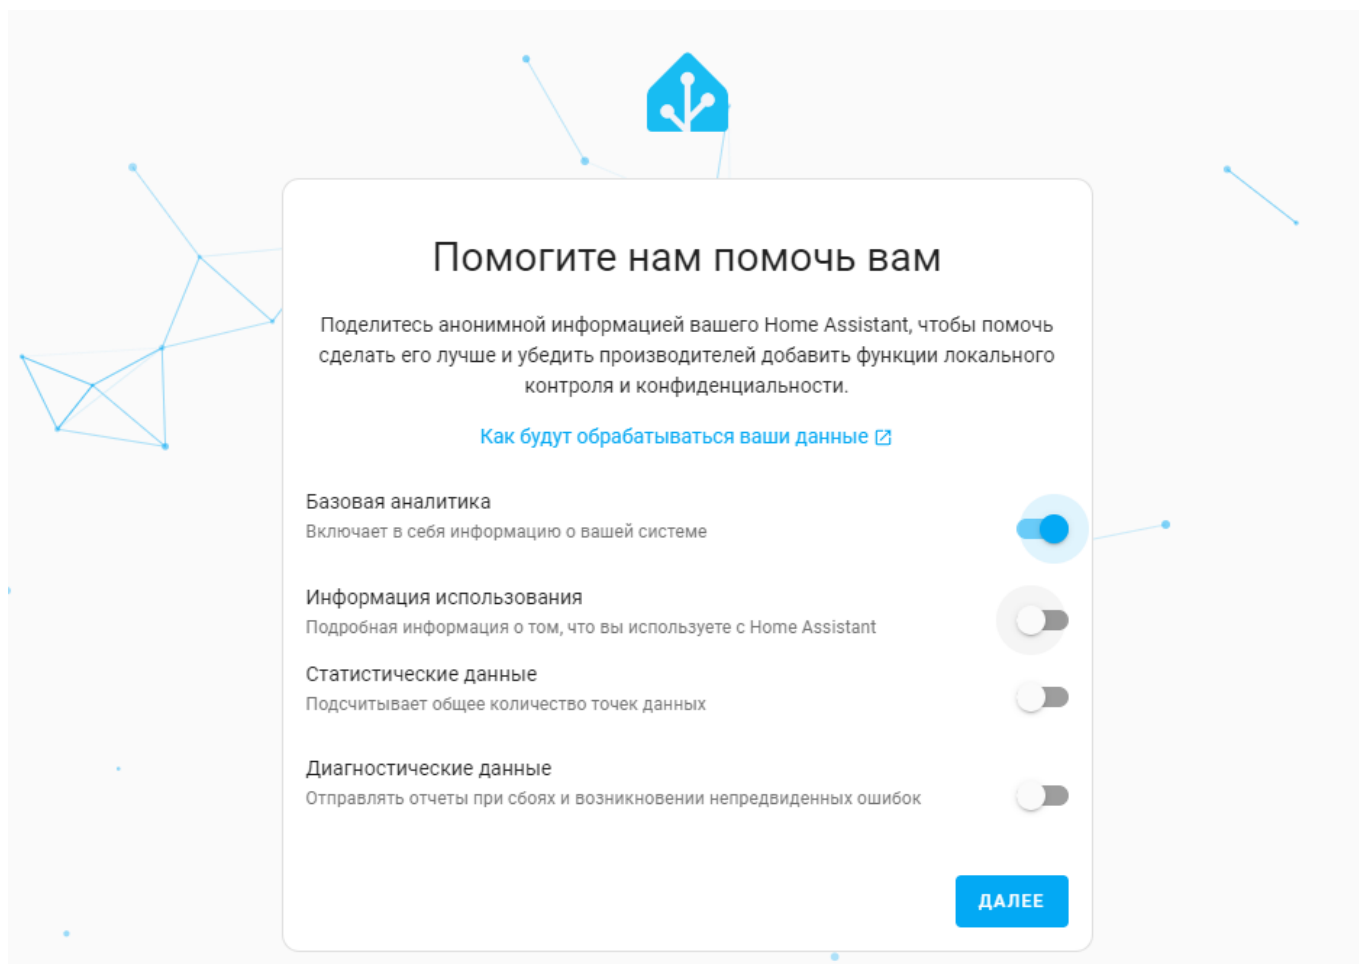 Помогите нам помочь вам
Поделитесь анонимной информацией вашего Home Assistant, чтобы помочь
сделать его лучше и убедить производителей добавить функции локального
контроля и конфиденциальности.
Как будут обрабатываться ваши данные
Базовая аналитика
Включает в себя информацию о вашей системе
Информация использования
Подробная информация о том, что вы используете с Home Assistant
Статистические данные
Подсчитывает общее количество точек данных
Диагностические данные
Отправлять отчеты при сбоях и возникновении непредвиденных ошибок
ДАЛЕЕ